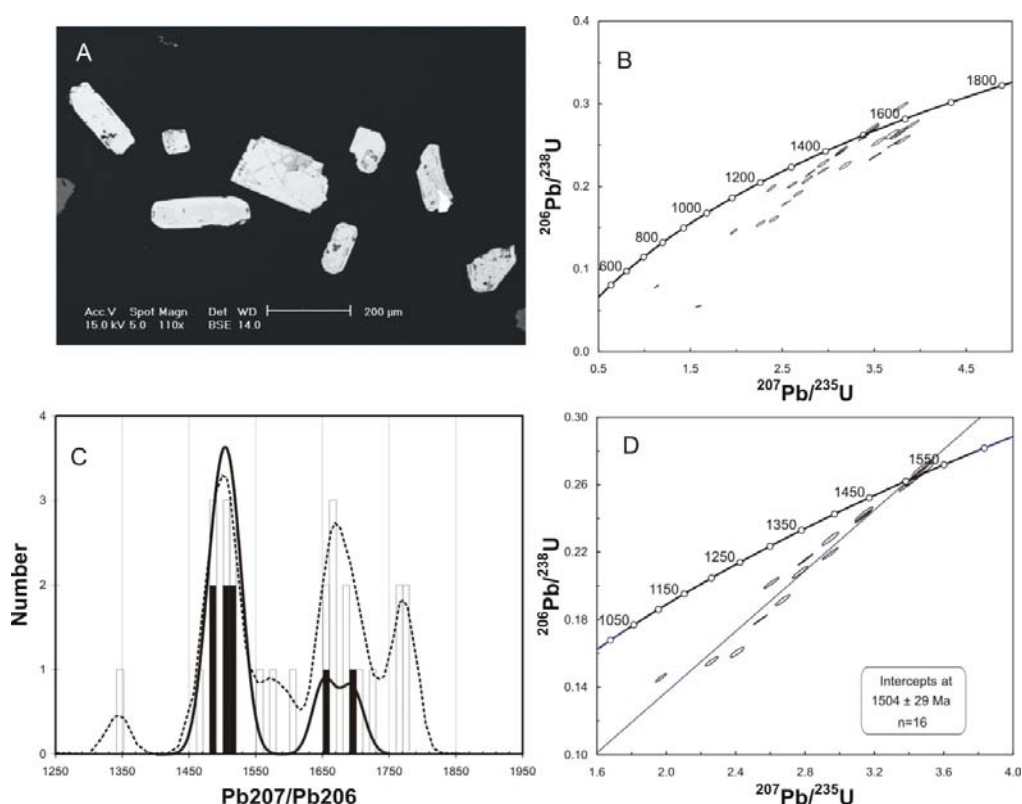 A
Acc.V Spot Magn Det WD
15.0 kV 5.0 110x BSE 14.0
200 µm
B
0.4
0.3
0.2
0.1
0.0
206Pb/238U
600
800
1000
1200
1400
1600
1800
0.5
2.5
4.5
207Pb/235U
C
4
3
2
1
0
Number
1250 1350 1450 1550 1650 1750 1850 1950
Pb207/Pb206
D
0.30
0.26
0.22
0.18
0.14
0.10
206Pb/238U
1050
1150
1250
1350
1450
1550
Intercepts at
1504 ± 29 Ma
n=16
1.6 2.0 2.4 2.8 3.2 3.6 4.0
207Pb/235U